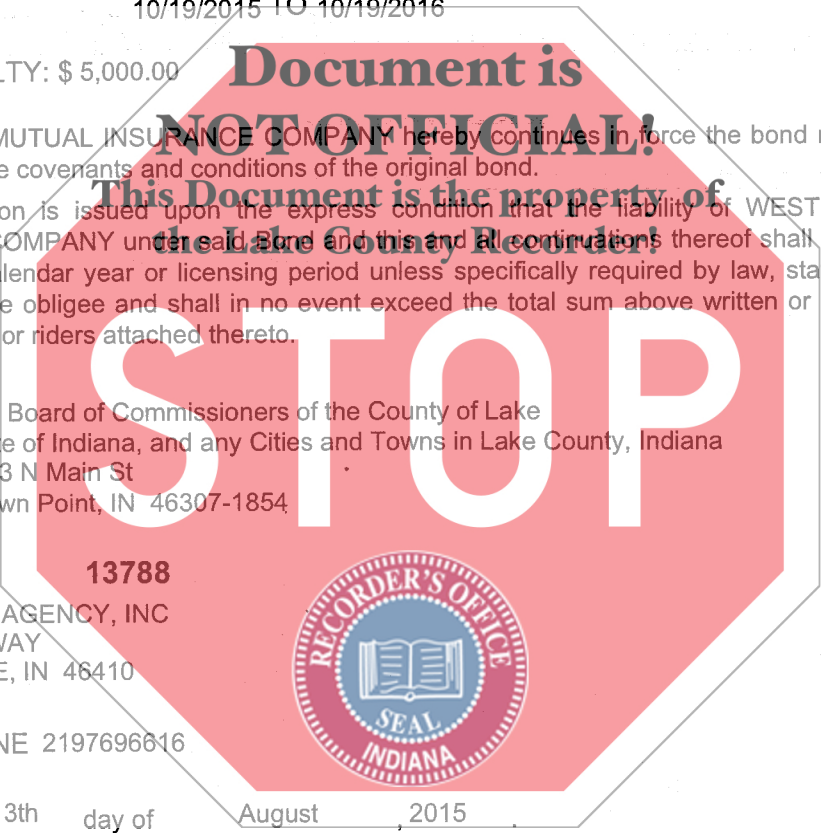 10/19/2015 TO 10/19/2016
LTY: $ 5,000.00
Document is
NOT OFFICIAL!
This Document is the property of
the Lake County Recorder!
MUTUAL INSURANCE COMPANY hereby continues in force the bond
e covenants and conditions of the original bond.
on is issued upon the express condition that the liability of WEST
COMPANY under said Bond and this and all continuations thereof shall
lendar year or licensing period unless specifically required by law, sta
e obligee and shall in no event exceed the total sum above written or
or riders attached thereto.
STOP
Board of Commissioners of the County of Lake
te of Indiana, and any Cities and Towns in Lake County, Indiana
3 N Main St
wn Point, IN 46307-1854
13788
AGENCY, INC
WAY
E, IN 46410
NE 2197696616
RECORDER'S OFFICE
SEAL
INDIANA
3th day of August , 2015 .